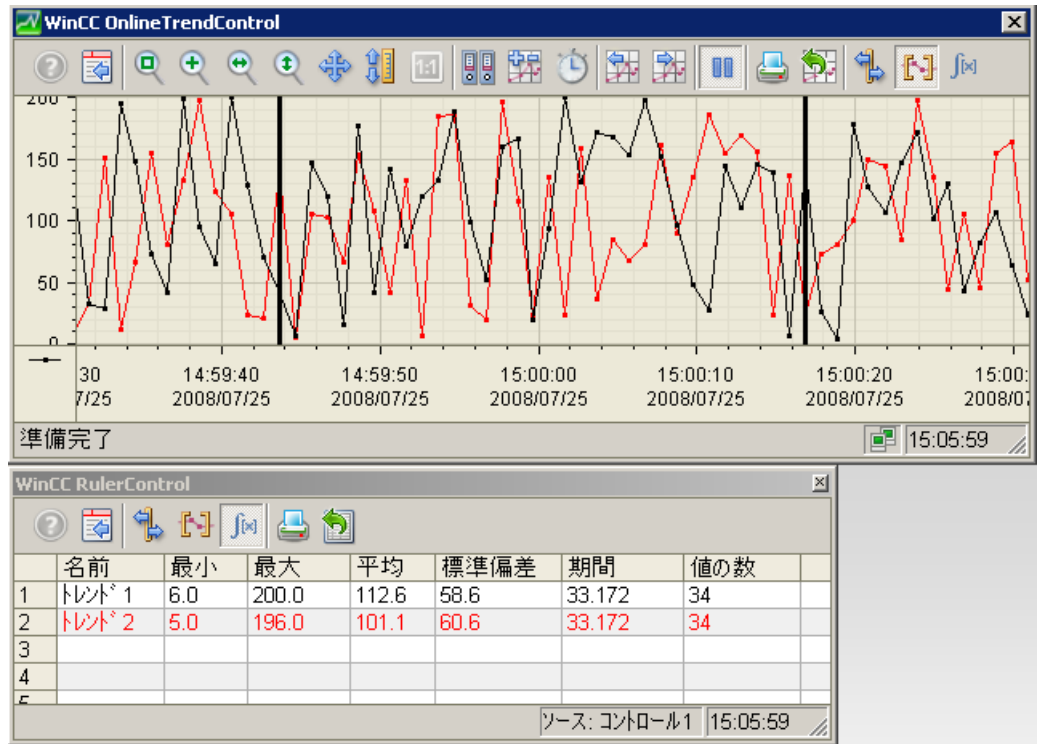 WinCC OnlineTrendControl
1:1
200
150
100
50
0
30 14:59:40 14:59:50 15:00:00 15:00:10 15:00:20 15:00:
7/25 2008/07/25 2008/07/25 2008/07/25 2008/07/25 2008/07/25 2008/07
準備完了 15:05:59
WinCC RulerControl
∫[x]
名前 最小 最大 平均 標準偏差 期間 値の数
1 ﾄﾚﾝﾄﾞ 1 6.0 200.0 112.6 58.6 33.172 34
2 ﾄﾚﾝﾄﾞ 2 5.0 196.0 101.1 60.6 33.172 34
3
4
5
ソース: ｺﾝﾄﾛｰﾙ1 15:05:59